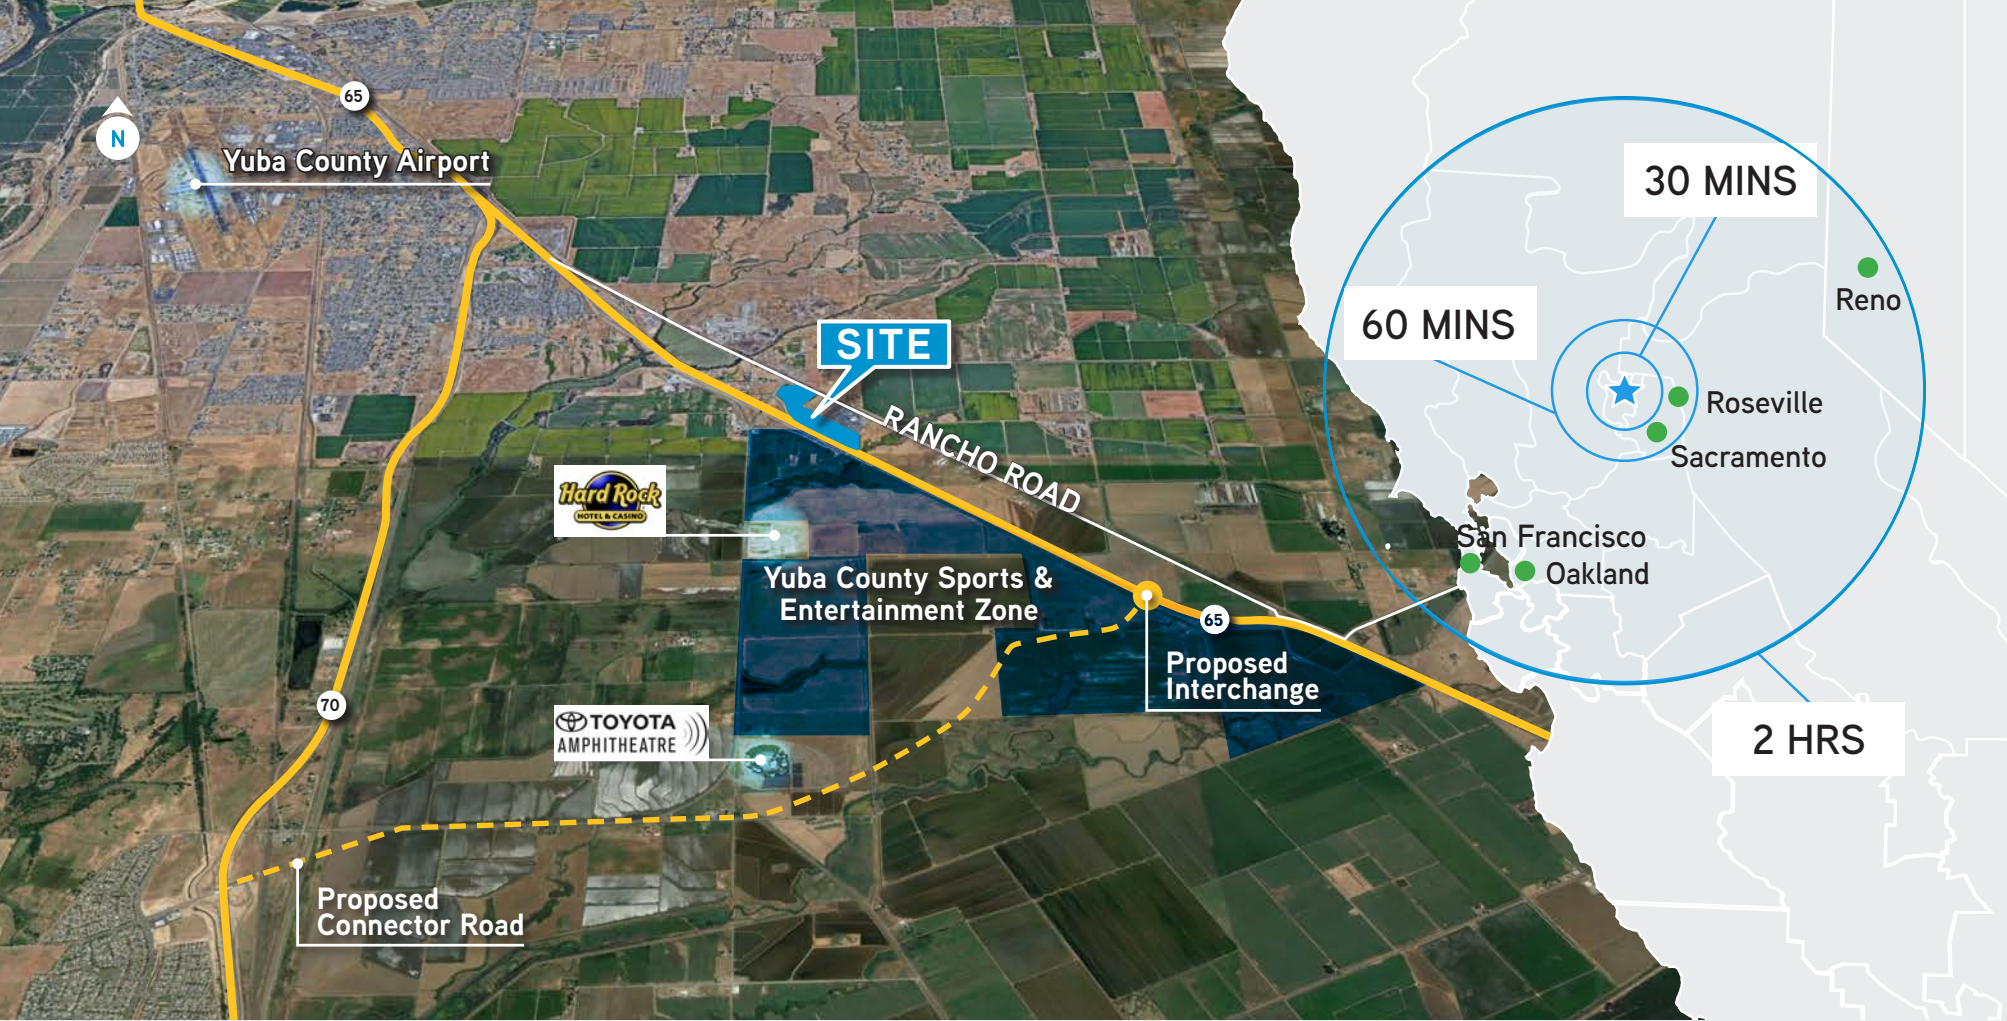 65
N
Yuba County Airport
30 MINS
Reno
60 MINS
SITE
RANCHO ROAD
Roseville
Sacramento
Hard Rock
HOTEL & CASINO
San Francisco
Oakland
Yuba County Sports &
Entertainment Zone
65
Proposed
Interchange
70
TOYOTA
AMPHITHEATRE
2 HRS
Proposed
Connector Road